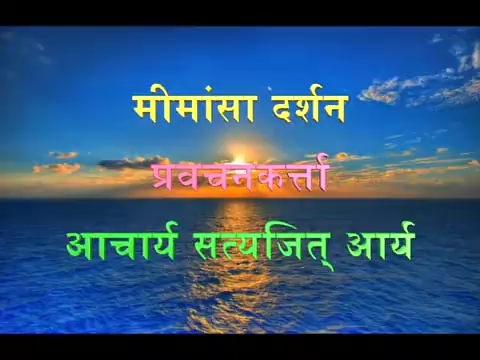 मीमांसा दर्शन
प्रवचनकर्त्ता
आचार्य सत्यजित् आर्य